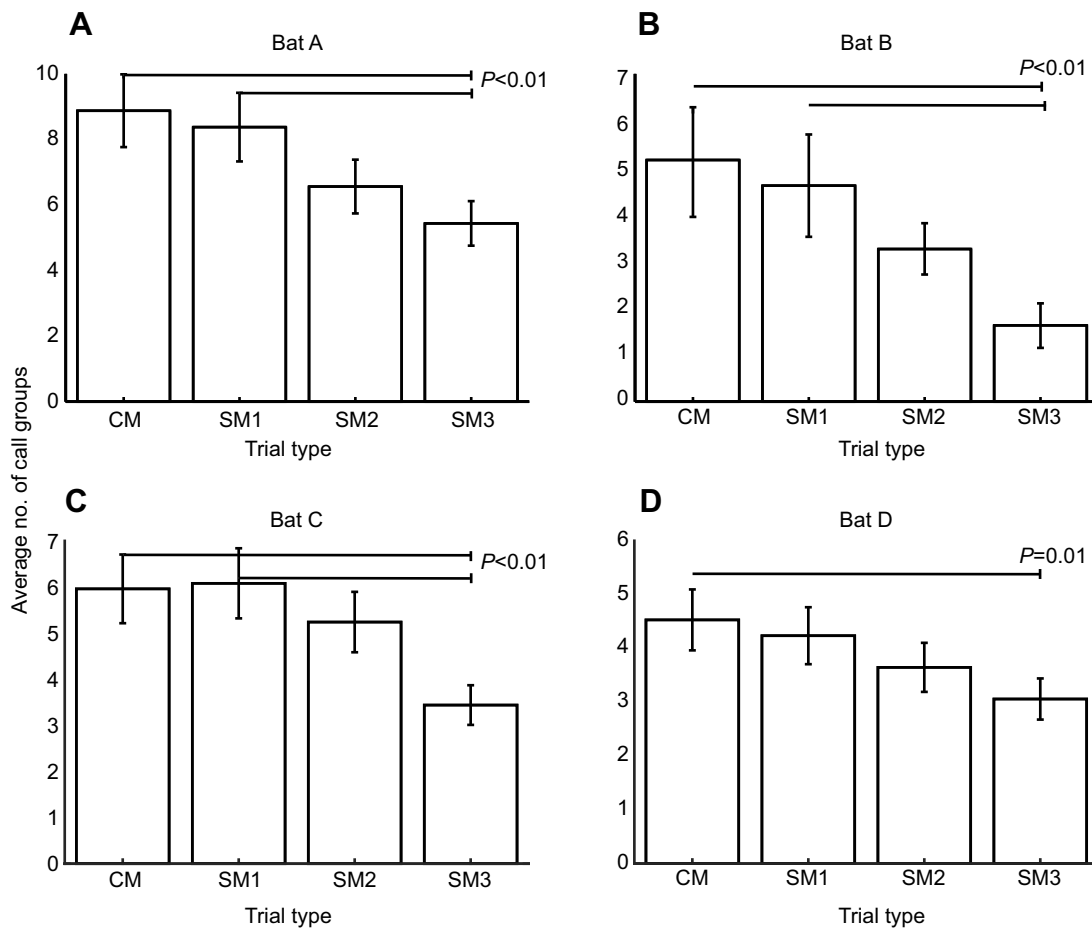 A
Bat A
10
8
6
4
2
0
P<0.01
CM SM1 SM2 SM3
Trial type
B
Bat B
7
6
5
4
3
2
1
0
P<0.01
CM SM1 SM2 SM3
Trial type
Average no. of call groups
C
Bat C
7
6
5
4
3
2
1
0
P<0.01
CM SM1 SM2 SM3
Trial type
D
Bat D
6
5
4
3
2
1
0
P=0.01
CM SM1 SM2 SM3
Trial type